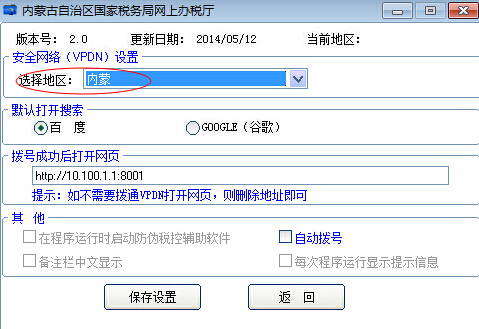 内蒙古自治区国家税务局网上办税厅
版本号： 2.0 更新日期： 2014/05/12 当前地区：
安全网络（VPDN）设置
选择地区： 内蒙
默认打开搜索
百 度 GOOGLE（谷歌）
拨号成功后打开网页
http://10.100.1.1:8001
提示：如不需要拨通VPDN打开网页，则删除地址即可
其 他
在程序运行时启动防伪税控辅助软件 自动拨号
备注栏中文显示 每次程序运行显示提示信息
保存设置 返 回